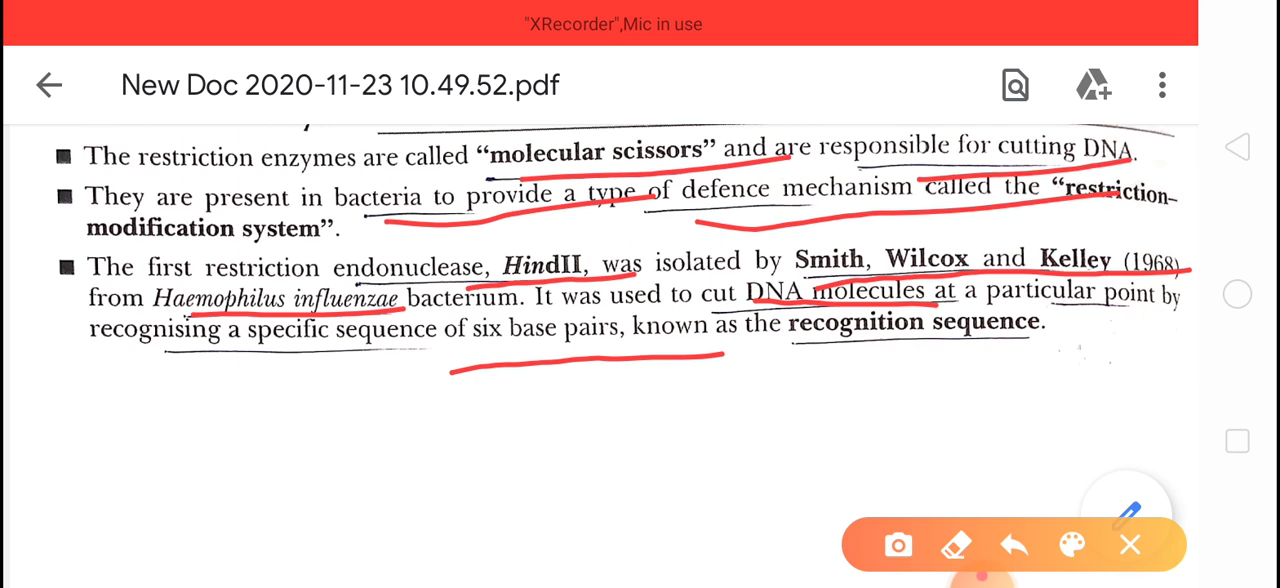 "XRecorder",Mic in use
New Doc 2020-11-23 10.49.52.pdf
■ The restriction enzymes are called “molecular scissors” and are responsible for cutting DNA.
■ They are present in bacteria to provide a type of defence mechanism called the “restriction-
modification system”.
■ The first restriction endonuclease, HindII, was isolated by Smith, Wilcox and Kelley (1968)
from Haemophilus influenzae bacterium. It was used to cut DNA molecules at a particular point by
recognising a specific sequence of six base pairs, known as the recognition sequence.